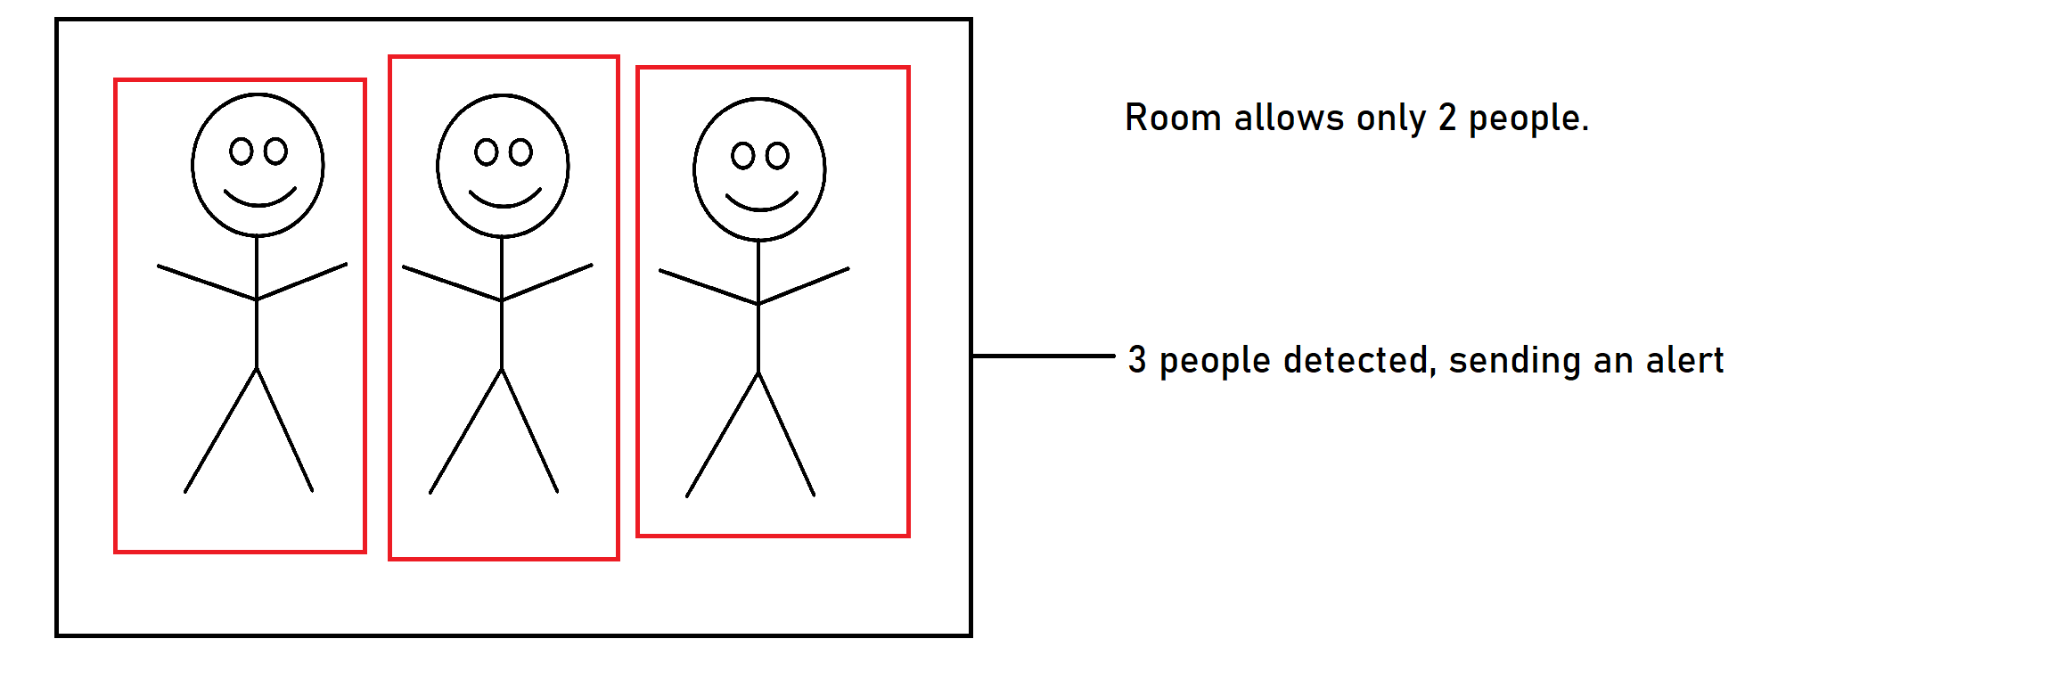 Room allows only 2 people.
3 people detected, sending an alert